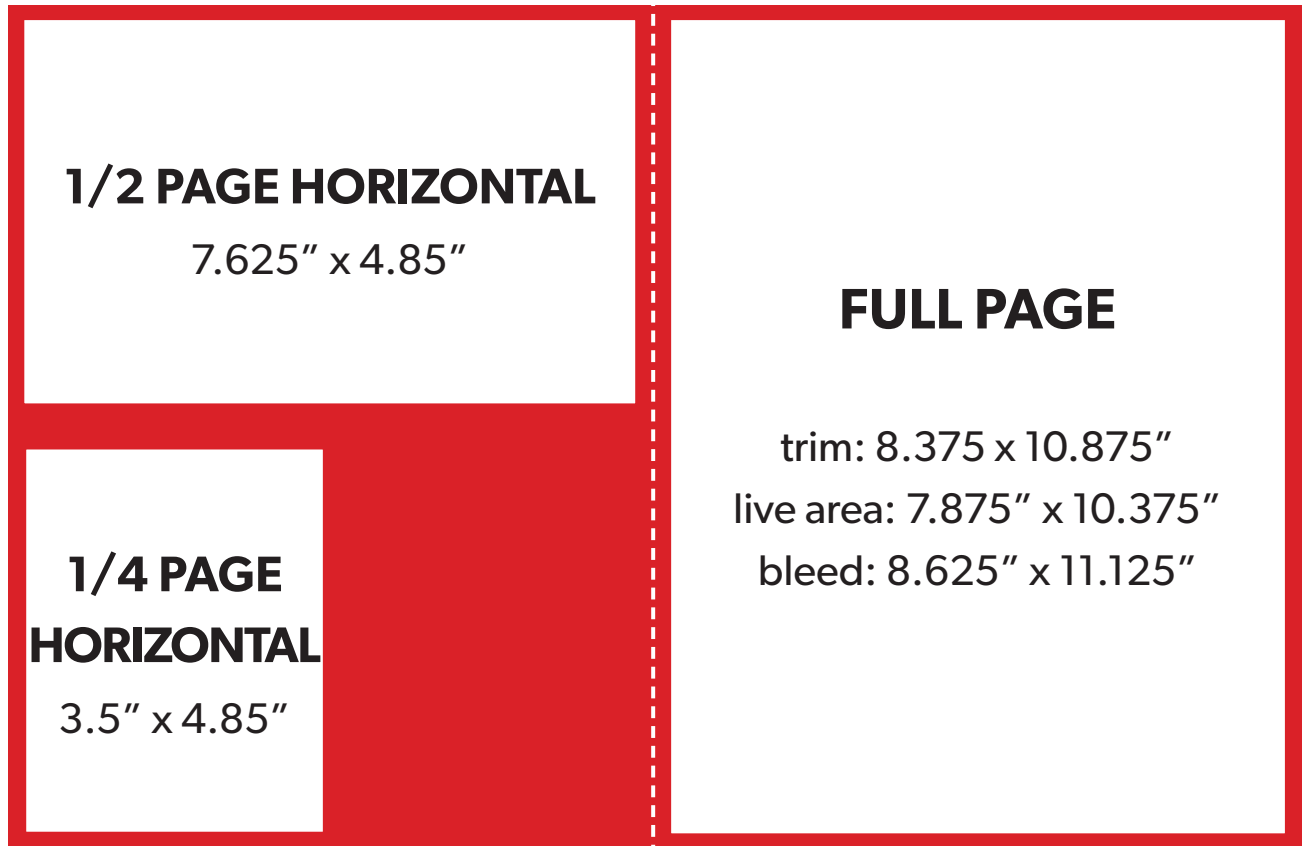 1/2 PAGE HORIZONTAL
7.625” x 4.85”
1/4 PAGE
HORIZONTAL
3.5” x 4.85”
FULL PAGE
trim: 8.375 x 10.875”
live area: 7.875” x 10.375”
bleed: 8.625” x 11.125”